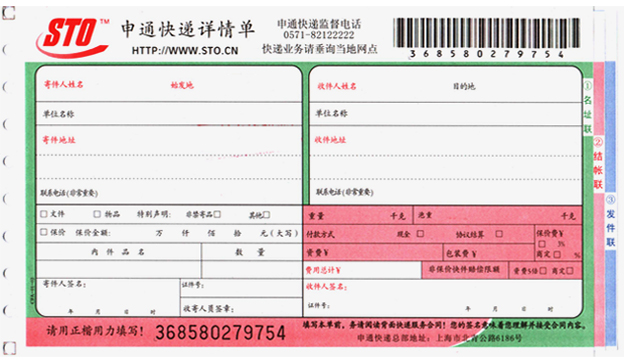 STO™
申通快递详情单
HTTP://WWW.STO.CN
申通快递监督电话
0571-82122222
快递业务请垂询当地网点
368580279754
寄件人姓名 始发地
单位名称
寄件地址
联系电话(非常重要)
收件人姓名 目的地
单位名称
收件地址
联系电话(非常重要)
①名址联
②结帐联
③发件联
□文件 □物品 特别声明: 非禁寄品□ 其他□
□保价 保价金额: 万 仟 佰 拾 元(大写)
内件品名 数量
寄件人签名:
年 月 日 时
证件号:
收寄人员签章:
重量 千克 总重 千克
付款方式 现金 □ 协议结算 □ 保价费¥
□ 3%
资费¥ 包装费¥ 商定 □ %
费用总计¥ 非保价快件赔偿限额 资费5倍□ 商定□
收件人签名:
证件号: 年 月 日 时
请用正楷用力填写! 368580279754
填写本单前,务请阅读背面快递服务合同!您的签名意味着您理解并接受合同内容。
申通快递总部地址:上海市北青公路6186号